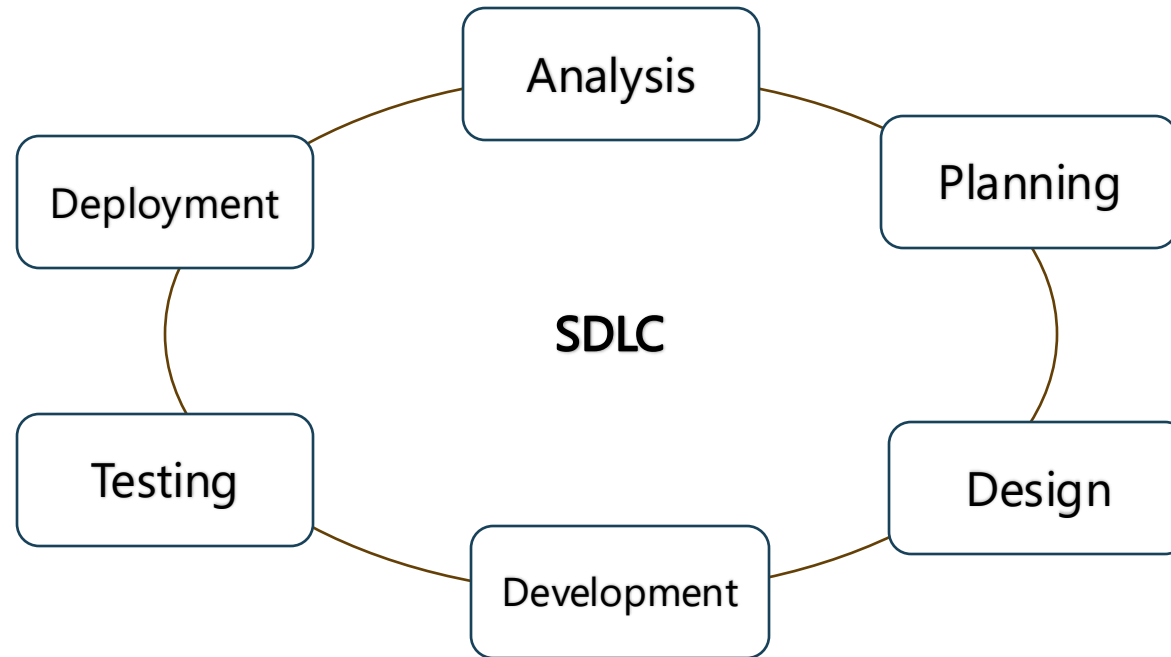 Analysis
Planning
Deployment
SDLC
Testing
Design
Development